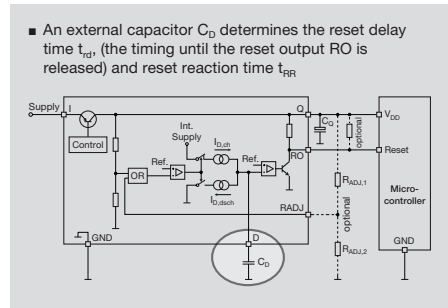 ■ An external capacitor C_D determines the reset delay
time t_rd, (the timing until the reset output RO is
released) and reset reaction time t_RR
Supply
I
Q
C_Q
optional
V_DD
Control
Int.
Supply
I_D,ch
Ref.
OR
Ref.
RO
Reset
I_D,dsch
RADJ
R_ADJ,1
optional
Micro-
controller
GND
D
C_D
R_ADJ,2
GND